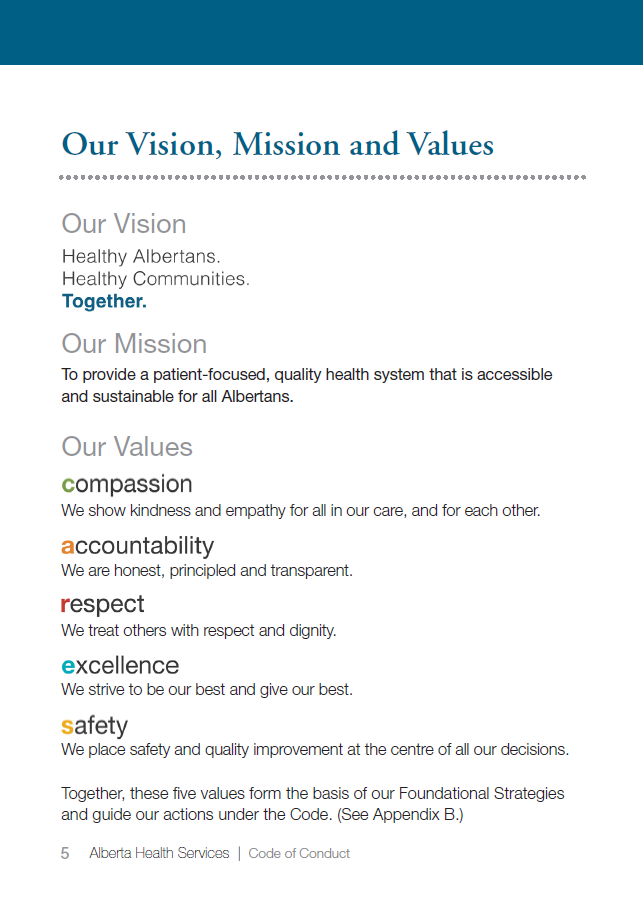 Our Vision, Mission and Values
Our Vision
Healthy Albertans.
Healthy Communities.
Together.
Our Mission
To provide a patient-focused, quality health system that is accessible
and sustainable for all Albertans.
Our Values
compassion
We show kindness and empathy for all in our care, and for each other.
accountability
We are honest, principled and transparent.
respect
We treat others with respect and dignity.
excellence
We strive to be our best and give our best.
safety
We place safety and quality improvement at the centre of all our decisions.
Together, these five values form the basis of our Foundational Strategies
and guide our actions under the Code. (See Appendix B.)
5 Alberta Health Services | Code of Conduct